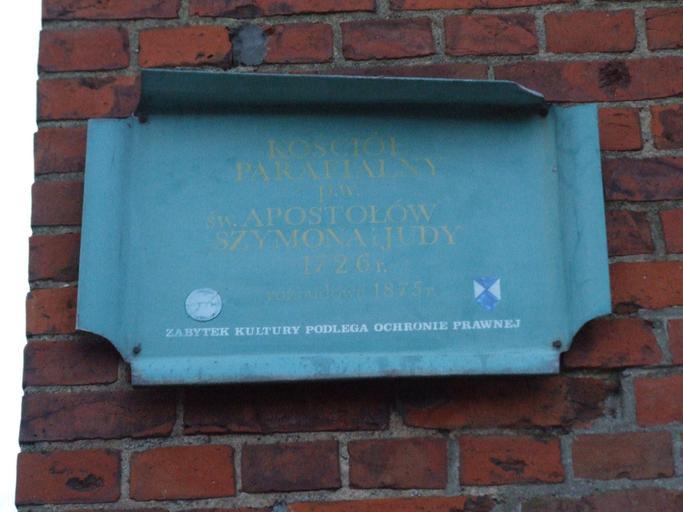 KOŚCIÓŁ
PARAFIALNY
p.w.
św. APOSTOŁÓW
SZYMONA i JUDY
1726 r.
rozbudowa 1875 r.
ZABYTEK KULTURY PODLEGA OCHRONIE PRAWNEJ